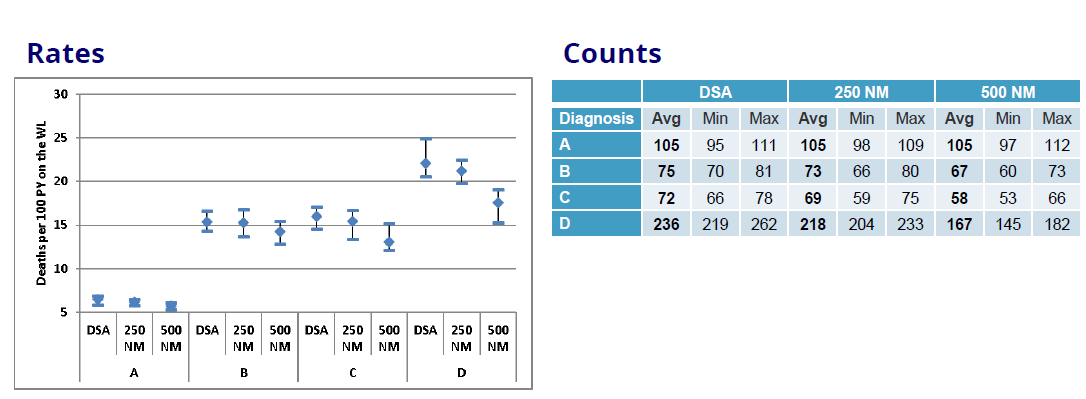 Rates
Counts
Deaths per 100 PY on the WL
30
25
20
15
10
5
DSA 250 NM 500 NM DSA 250 NM 500 NM DSA 250 NM 500 NM DSA 250 NM 500 NM
A B C D
DSA 250 NM 500 NM
Diagnosis Avg Min Max Avg Min Max Avg Min Max
A 105 95 111 105 98 109 105 97 112
B 75 70 81 73 66 80 67 60 73
C 72 66 78 69 59 75 58 53 66
D 236 219 262 218 204 233 167 145 182